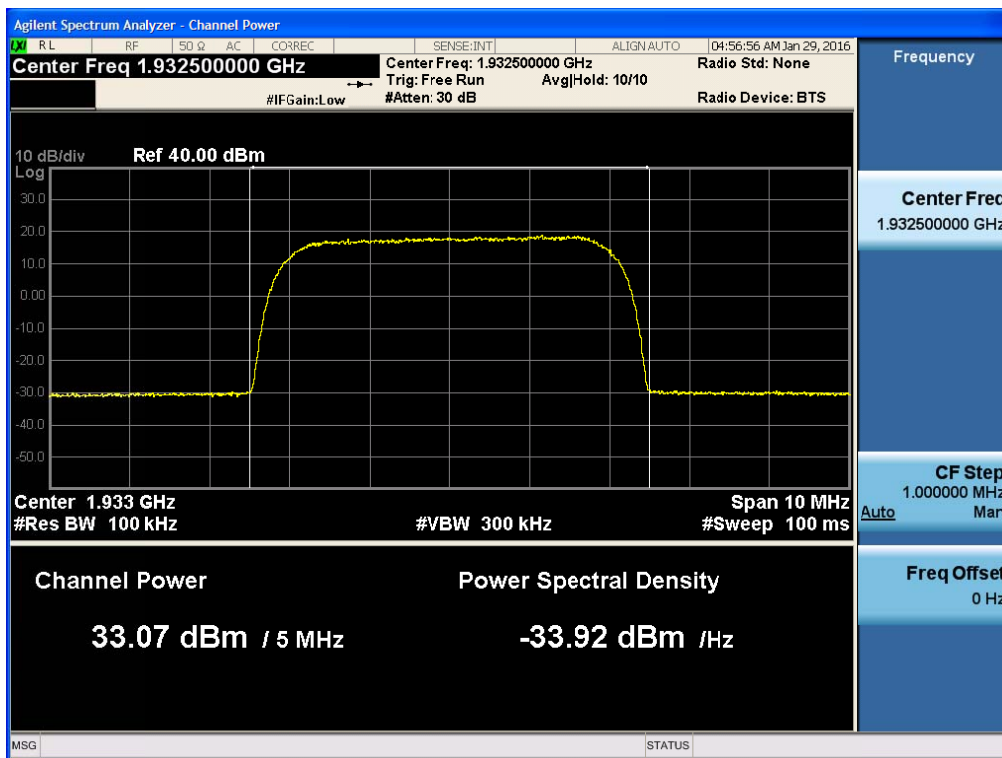 Agilent Spectrum Analyzer - Channel Power
LXI RL RF 50 Ω AC CORREC SENSE:INT ALIGN AUTO 04:56:56 AM Jan 29, 2016
Center Freq 1.932500000 GHz
Center Freq: 1.932500000 GHz
Radio Std: None
Trig: Free Run Avg|Hold: 10/10
#IFGain:Low
#Atten: 30 dB
Radio Device: BTS
10 dB/div Ref 40.00 dBm
Log
30.0
20.0
10.0
0.00
-10.0
-20.0
-30.0
-40.0
-50.0
Center 1.933 GHz
Span 10 MHz
#Res BW 100 kHz
#VBW 300 kHz
#Sweep 100 ms
Channel Power
Power Spectral Density
33.07 dBm / 5 MHz
-33.92 dBm /Hz
MSG
STATUS
Frequency
Center Freq
1.932500000 GHz
CF Step
1.000000 MHz
Auto Man
Freq Offset
0 Hz